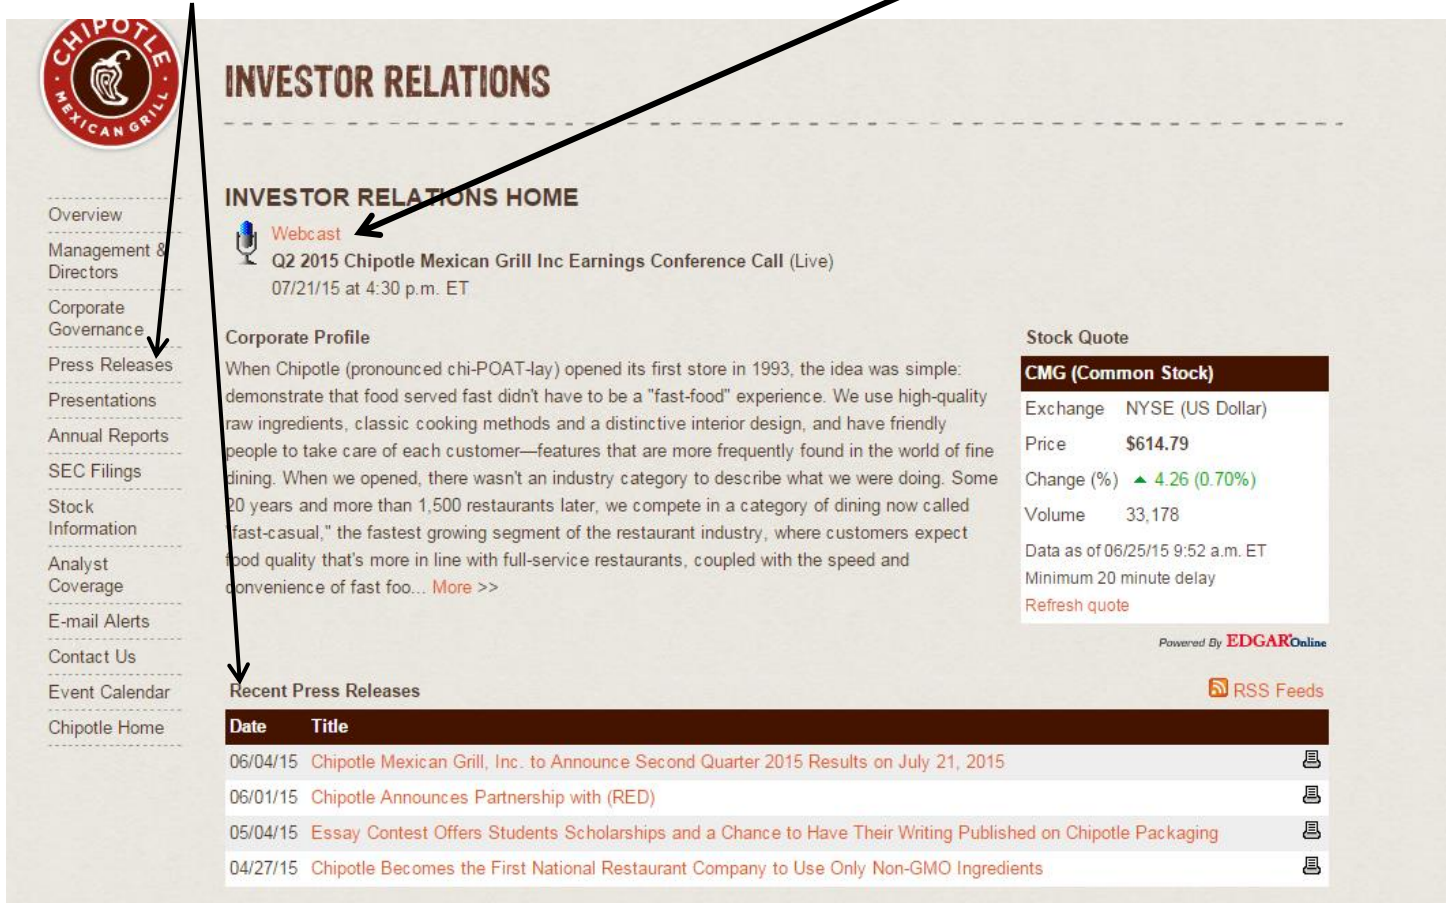 CHIPOTLE
MEXICAN GRILL
INVESTOR RELATIONS
Overview
Management &
Directors
Corporate
Governance
Press Releases
Presentations
Annual Reports
SEC Filings
Stock
Information
Analyst
Coverage
E-mail Alerts
Contact Us
Event Calendar
Chipotle Home
INVESTOR RELATIONS HOME
Webcast
Q2 2015 Chipotle Mexican Grill Inc Earnings Conference Call (Live)
07/21/15 at 4:30 p.m. ET
Corporate Profile
When Chipotle (pronounced chi-POAT-lay) opened its first store in 1993, the idea was simple:
demonstrate that food served fast didn't have to be a "fast-food" experience. We use high-quality
raw ingredients, classic cooking methods and a distinctive interior design, and have friendly
people to take care of each customer—features that are more frequently found in the world of fine
dining. When we opened, there wasn't an industry category to describe what we were doing. Some
20 years and more than 1,500 restaurants later, we compete in a category of dining now called
"fast-casual," the fastest growing segment of the restaurant industry, where customers expect
food quality that's more in line with full-service restaurants, coupled with the speed and
convenience of fast foo... More >>
Stock Quote
CMG (Common Stock)
Exchange NYSE (US Dollar)
Price $614.79
Change (%) ▲ 4.26 (0.70%)
Volume 33,178
Data as of 06/25/15 9:52 a.m. ET
Minimum 20 minute delay
Refresh quote
Powered By EDGAR Online
Recent Press Releases
RSS Feeds
Date Title
06/04/15 Chipotle Mexican Grill, Inc. to Announce Second Quarter 2015 Results on July 21, 2015
06/01/15 Chipotle Announces Partnership with (RED)
05/04/15 Essay Contest Offers Students Scholarships and a Chance to Have Their Writing Published on Chipotle Packaging
04/27/15 Chipotle Becomes the First National Restaurant Company to Use Only Non-GMO Ingredients